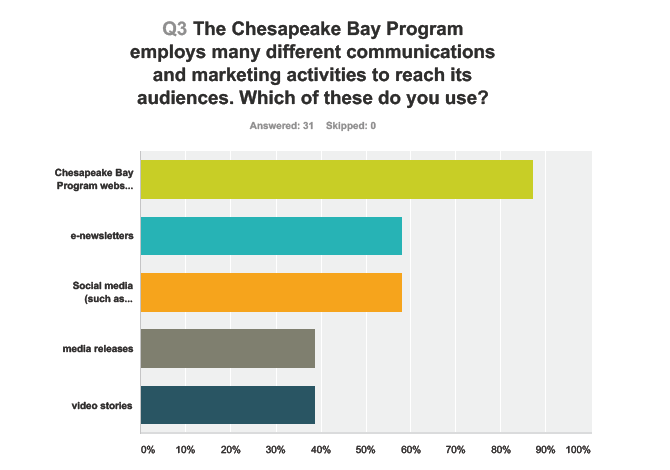 Q3 The Chesapeake Bay Program
employs many different communications
and marketing activities to reach its
audiences. Which of these do you use?
Answered: 31 Skipped: 0
Chesapeake Bay
Program webs...
e-newsletters
Social media
(such as...
media releases
video stories
0% 10% 20% 30% 40% 50% 60% 70% 80% 90% 100%